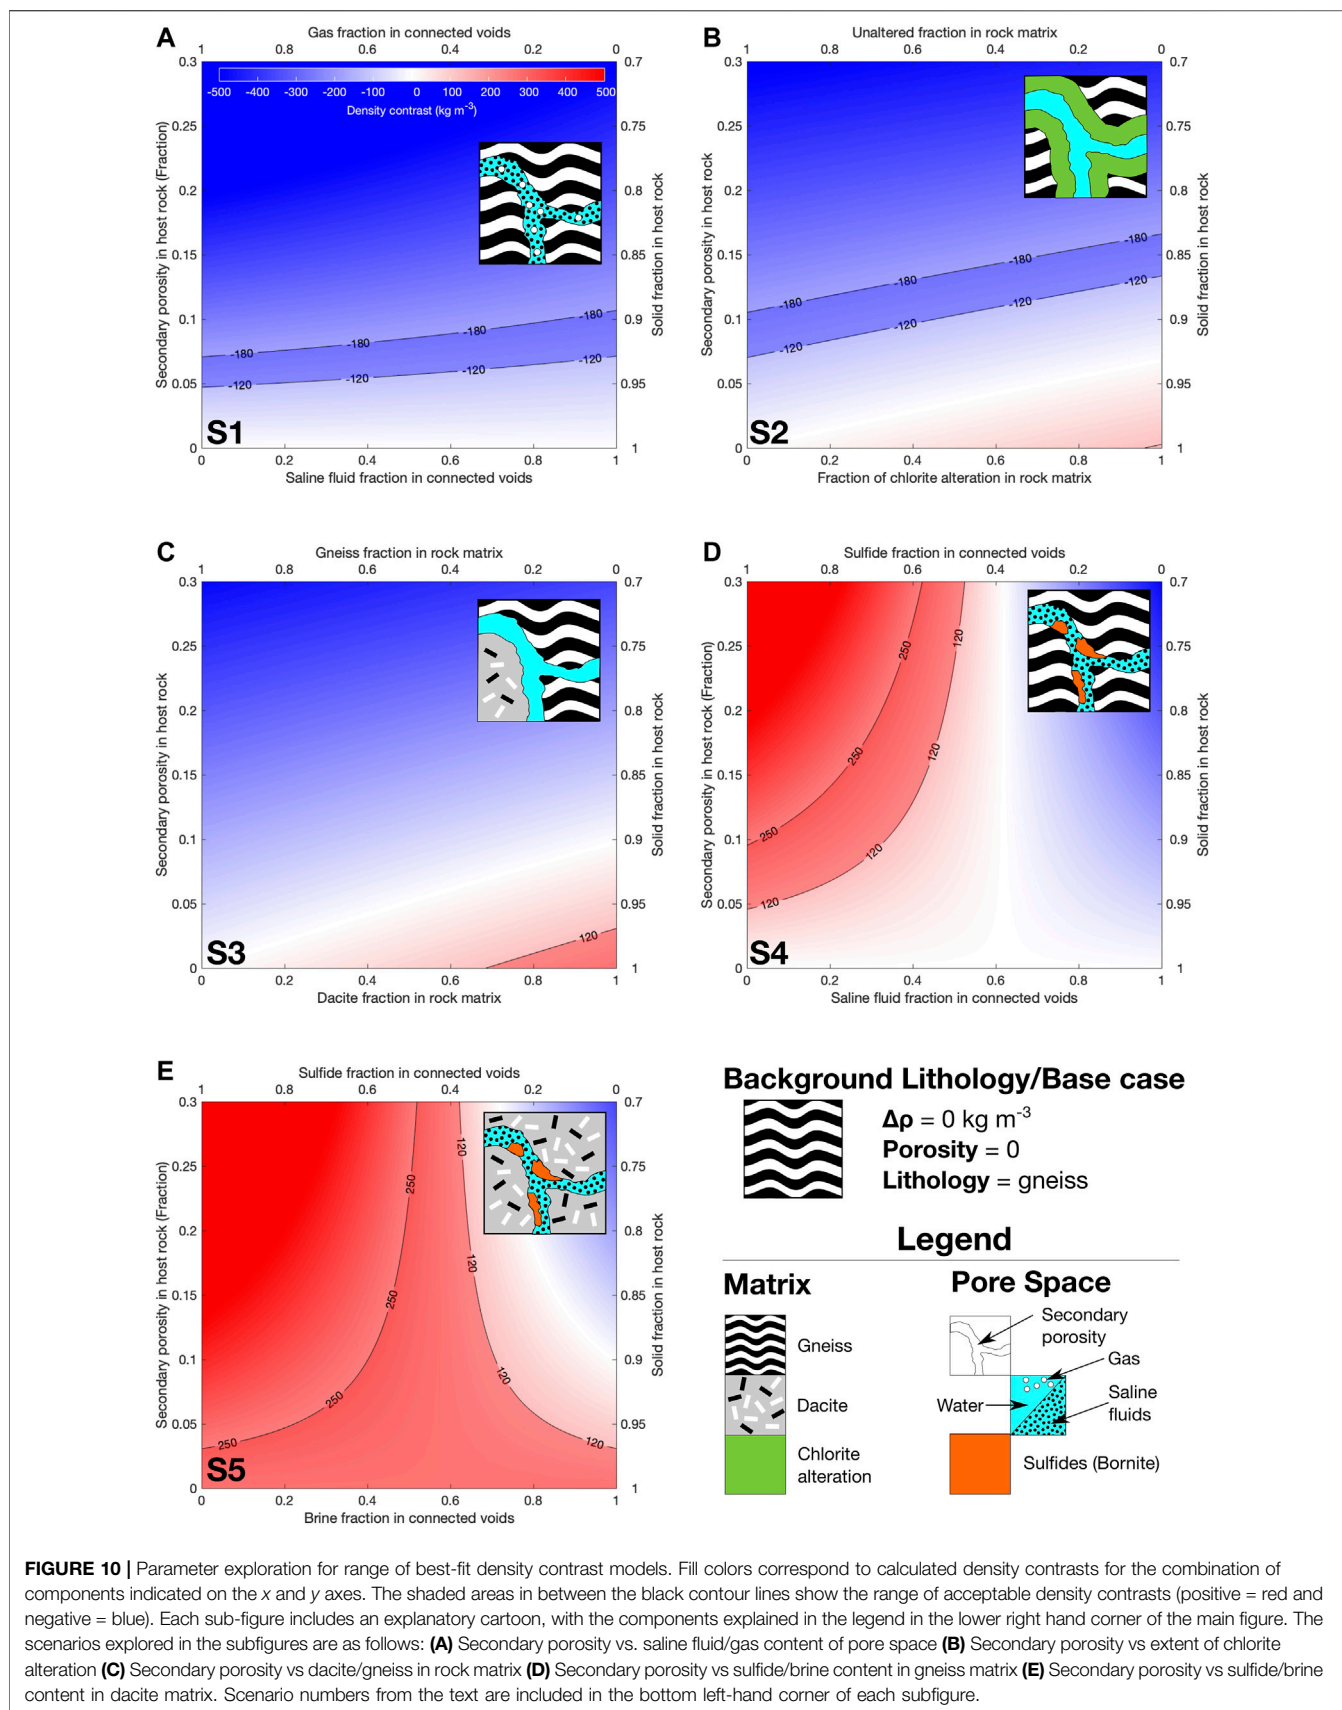 A
Gas fraction in connected voids
1 0.8 0.6 0.4 0.2 0
0.3 0.25 0.2 0.15 0.1 0.05 0
Secondary porosity in host rock (Fraction)
-500 -400 -300 -200 -100 0 100 200 300 400 500
Density contrast (kg m-3)
-180 -180 -180 -180
-120 -120 -120 -120
S1
0.7 0.75 0.8 0.85 0.9 0.95 1
Solid fraction in host rock
0 0.2 0.4 0.6 0.8 1
Saline fluid fraction in connected voids
B
Unaltered fraction in rock matrix
1 0.8 0.6 0.4 0.2 0
0.3 0.25 0.2 0.15 0.1 0.05 0
Secondary porosity in host rock
-180 -180 -180 -180
-120 -120 -120 -120
S2
0.7 0.75 0.8 0.85 0.9 0.95 1
Solid fraction in host rock
0 0.2 0.4 0.6 0.8 1
Fraction of chlorite alteration in rock matrix
C
Gneiss fraction in rock matrix
1 0.8 0.6 0.4 0.2 0
0.3 0.25 0.2 0.15 0.1 0.05 0
Secondary porosity in host rock
120
S3
0.7 0.75 0.8 0.85 0.9 0.95 1
Solid fraction in host rock
0 0.2 0.4 0.6 0.8 1
Dacite fraction in rock matrix
D
Sulfide fraction in connected voids
1 0.8 0.6 0.4 0.2 0
0.3 0.25 0.2 0.15 0.1 0.05 0
Secondary porosity in host rock (Fraction)
250 250 250
120 120 120 120
S4
0.7 0.75 0.8 0.85 0.9 0.95 1
Solid fraction in host rock
0 0.2 0.4 0.6 0.8 1
Saline fluid fraction in connected voids
E
Sulfide fraction in connected voids
1 0.8 0.6 0.4 0.2 0
0.3 0.25 0.2 0.15 0.1 0.05 0
Secondary porosity in host rock (Fraction)
250 250 250 250
120 120 120 120
S5
0.7 0.75 0.8 0.85 0.9 0.95 1
Solid fraction in host rock
0 0.2 0.4 0.6 0.8 1
Brine fraction in connected voids
Background Lithology/Base case
Δρ = 0 kg m-3
Porosity = 0
Lithology = gneiss
Legend
Matrix
Gneiss
Dacite
Chlorite
alteration
Pore Space
Secondary
porosity
Gas
Water
Saline
fluids
Sulfides (Bornite)
FIGURE 10 | Parameter exploration for range of best-fit density contrast models. Fill colors correspond to calculated density contrasts for the combination of
components indicated on the x and y axes. The shaded areas in between the black contour lines show the range of acceptable density contrasts (positive = red and
negative = blue). Each sub-figure includes an explanatory cartoon, with the components explained in the legend in the lower right hand corner of the main figure. The
scenarios explored in the subfigures are as follows: (A) Secondary porosity vs. saline fluid/gas content of pore space (B) Secondary porosity vs extent of chlorite
alteration (C) Secondary porosity vs dacite/gneiss in rock matrix (D) Secondary porosity vs sulfide/brine content in gneiss matrix (E) Secondary porosity vs sulfide/brine
content in dacite matrix. Scenario numbers from the text are included in the bottom left-hand corner of each subfigure.